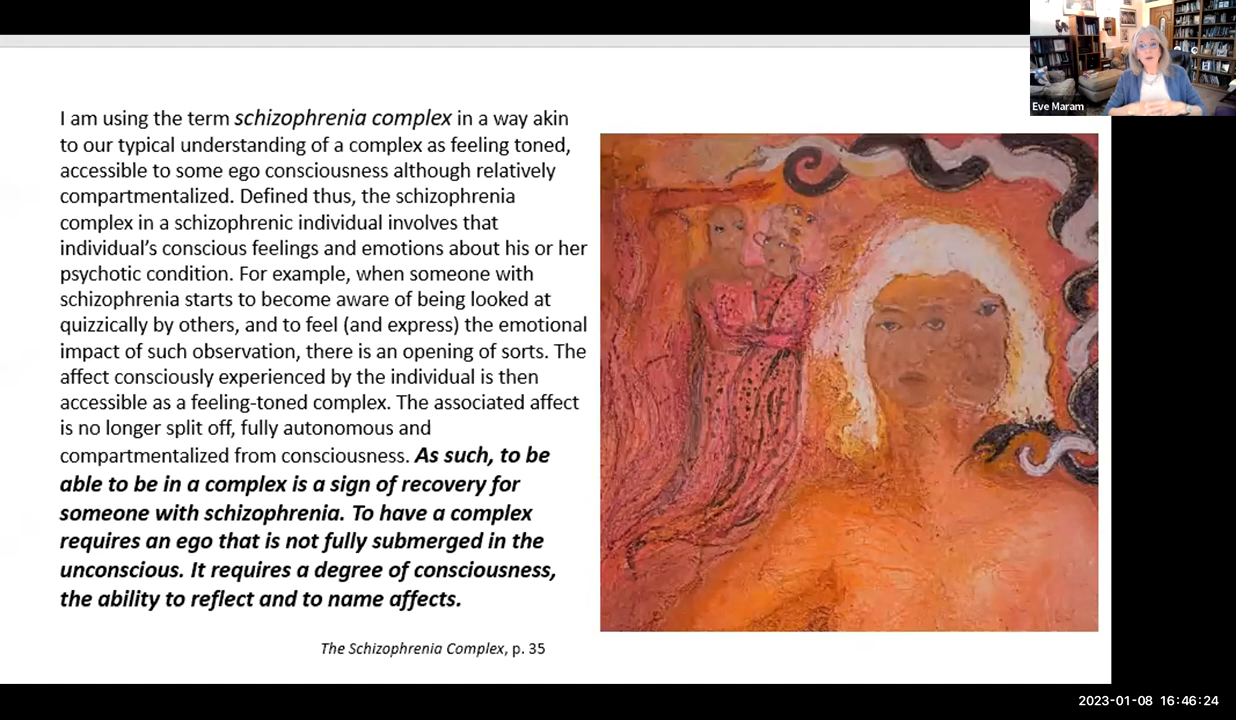 Eve Maram
I am using the term schizophrenia complex in a way akin
to our typical understanding of a complex as feeling toned,
accessible to some ego consciousness although relatively
compartmentalized. Defined thus, the schizophrenia
complex in a schizophrenic individual involves that
individual's conscious feelings and emotions about his or her
psychotic condition. For example, when someone with
schizophrenia starts to become aware of being looked at
quizzically by others, and to feel (and express) the emotional
impact of such observation, there is an opening of sorts. The
affect consciously experienced by the individual is then
accessible as a feeling-toned complex. The associated affect
is no longer split off, fully autonomous and
compartmentalized from consciousness. As such, to be
able to be in a complex is a sign of recovery for
someone with schizophrenia. To have a complex
requires an ego that is not fully submerged in the
unconscious. It requires a degree of consciousness,
the ability to reflect and to name affects.
The Schizophrenia Complex, p. 35
2023-01-08 16:46:24